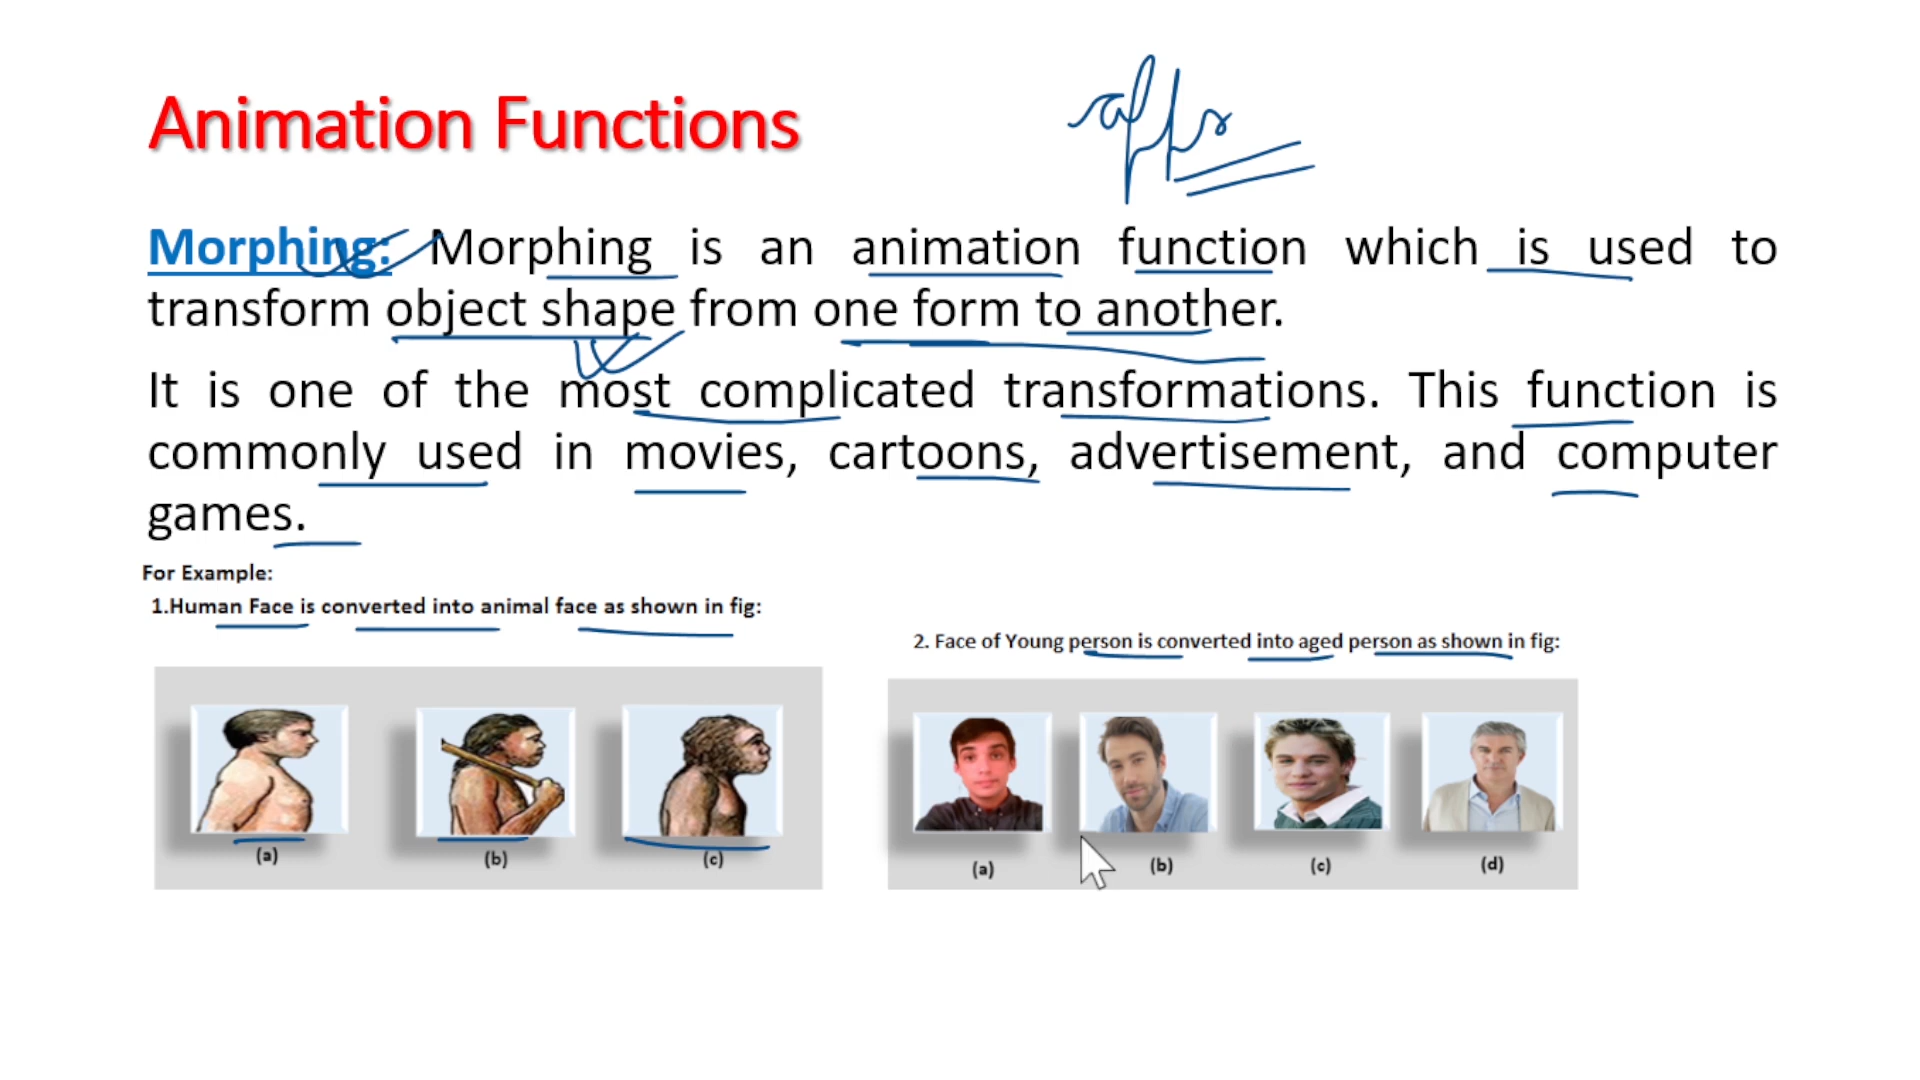 Animation Functions
Morphing: Morphing is an animation function which is used to
transform object shape from one form to another.
It is one of the most complicated transformations. This function is
commonly used in movies, cartoons, advertisement, and computer
games.
For Example:
1.Human Face is converted into animal face as shown in fig:
2. Face of Young person is converted into aged person as shown in fig:
(a) (b) (c)
(a) (b) (c) (d)